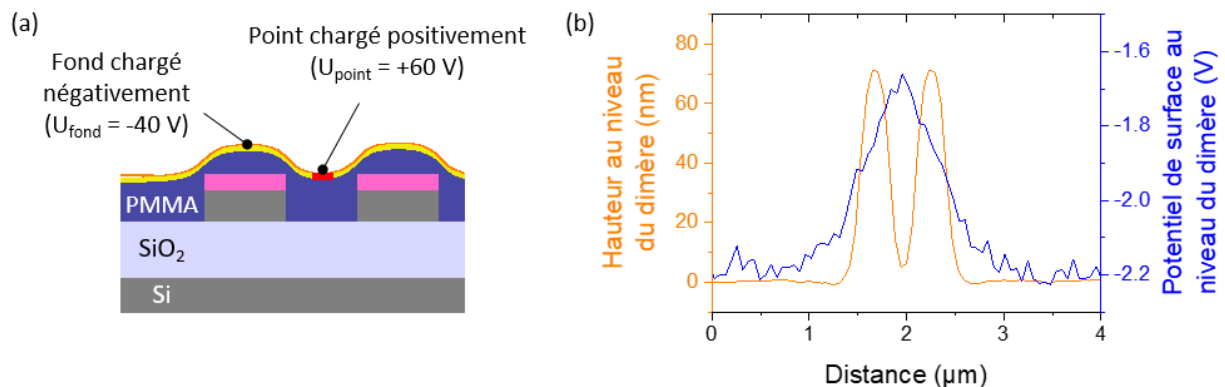 (a)
Fond chargé
négativement
(U_fond = -40 V)
Point chargé positivement
(U_point = +60 V)
PMMA
SiO₂
Si
(b)
Hauteur au niveau
du dimère (nm)
80
60
40
20
0
0
1
2
3
4
Distance (µm)
-1.6
-1.8
-2.0
-2.2
Potentiel de surface au
niveau du dimère (V)